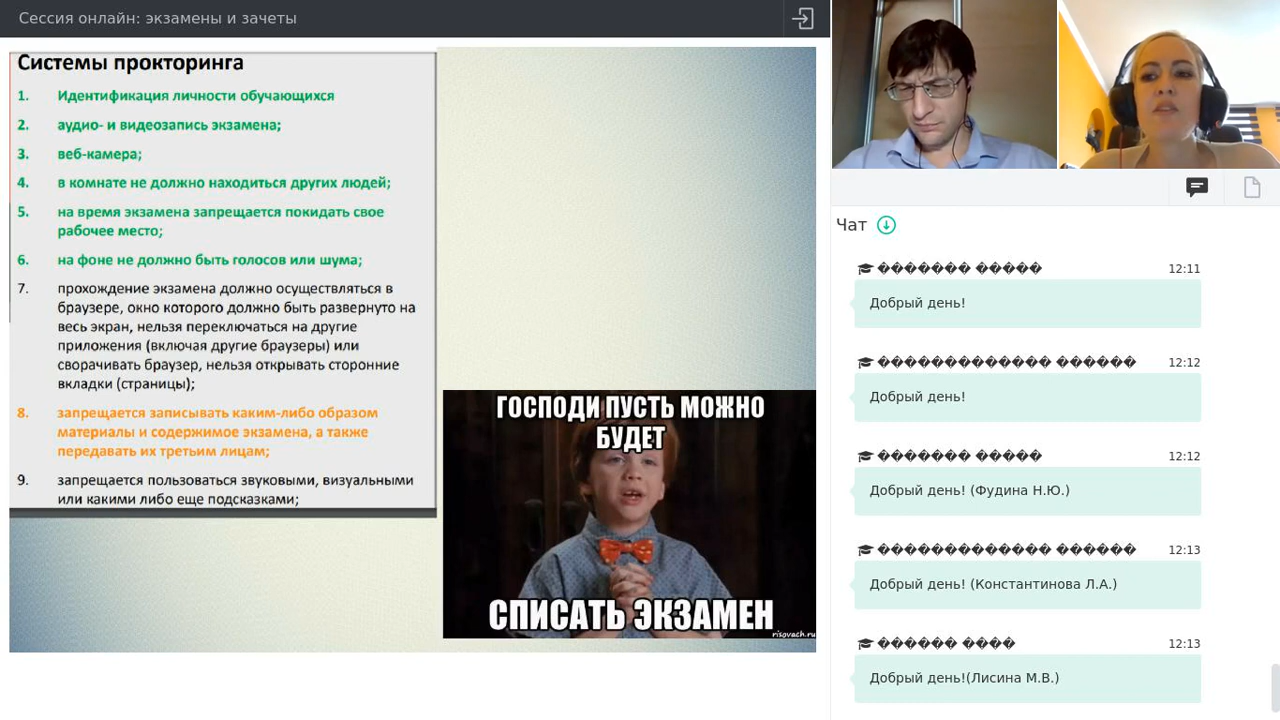 Сессия онлайн: экзамены и зачеты
Системы прокторинга
1. Идентификация личности обучающихся
2. аудио- и видеозапись экзамена;
3. веб-камера;
4. в комнате не должно находиться других людей;
5. на время экзамена запрещается покидать свое
рабочее место;
6. на фоне не должно быть голосов или шума;
7. прохождение экзамена должно осуществляться в
браузере, окно которого должно быть развернуто на
весь экран, нельзя переключаться на другие
приложения (включая другие браузеры) или
сворачивать браузер, нельзя открывать сторонние
вкладки (страницы);
8. запрещается записывать каким-либо образом
материалы и содержимое экзамена, а также
передавать их третьим лицам;
9. запрещается пользоваться звуковыми, визуальными
или какими либо еще подсказками;
ГОСПОДИ ПУСТЬ МОЖНО
БУДЕТ
СПИСАТЬ ЭКЗАМЕН
risovach.ru
Чат
������� ����� 12:11
Добрый день!
��������������� ������ 12:12
Добрый день!
������� ����� 12:12
Добрый день! (Фудина Н.Ю.)
��������������� ������ 12:13
Добрый день! (Константинова Л.А.)
������ ���� 12:13
Добрый день!(Лисина М.В.)